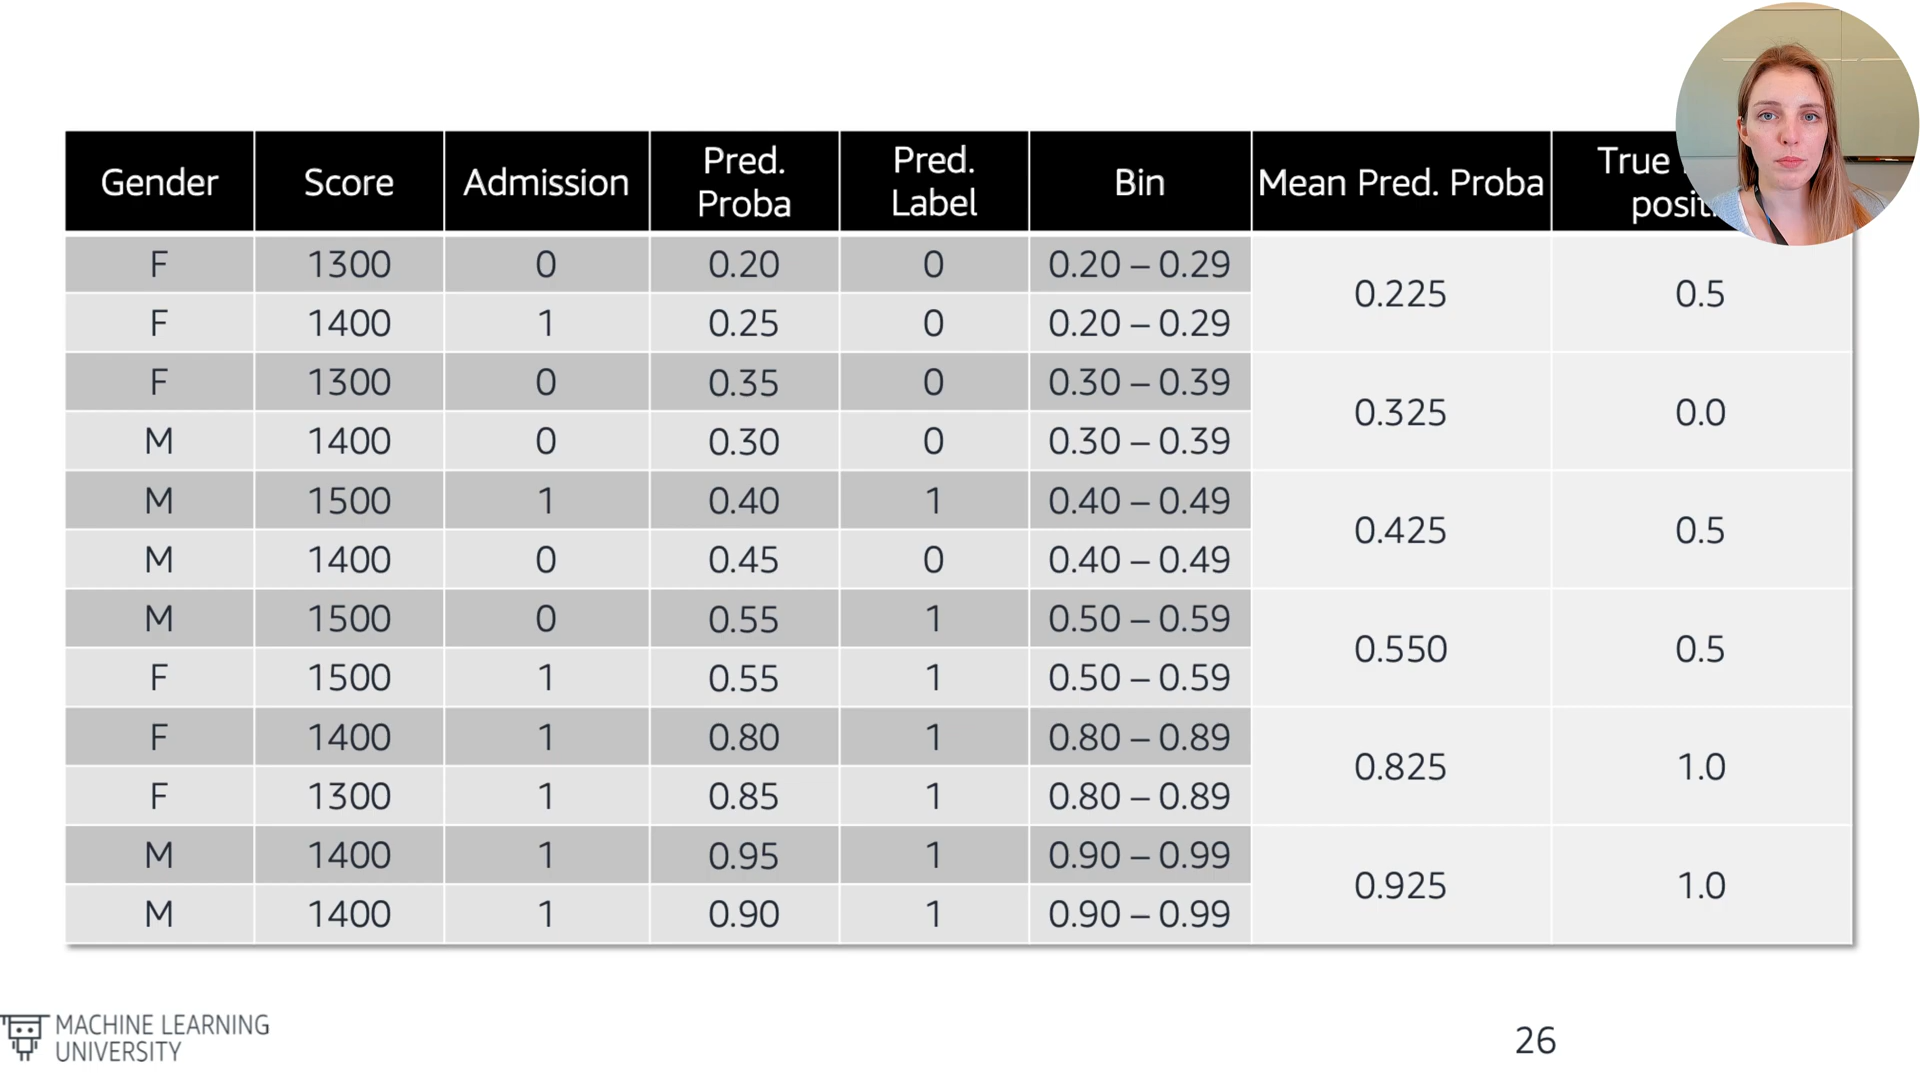 Gender Score Admission Pred. Proba Pred. Label Bin Mean Pred. Proba True
F 1300 0 0.20 0 0.20 – 0.29 0.225 0.5
F 1400 1 0.25 0 0.20 – 0.29
F 1300 0 0.35 0 0.30 – 0.39 0.325 0.0
M 1400 0 0.30 0 0.30 – 0.39
M 1500 1 0.40 1 0.40 – 0.49 0.425 0.5
M 1400 0 0.45 0 0.40 – 0.49
M 1500 0 0.55 1 0.50 – 0.59 0.550 0.5
F 1500 1 0.55 1 0.50 – 0.59
F 1400 1 0.80 1 0.80 – 0.89 0.825 1.0
F 1300 1 0.85 1 0.80 – 0.89
M 1400 1 0.95 1 0.90 – 0.99 0.925 1.0
M 1400 1 0.90 1 0.90 – 0.99
MACHINE LEARNING
UNIVERSITY
26